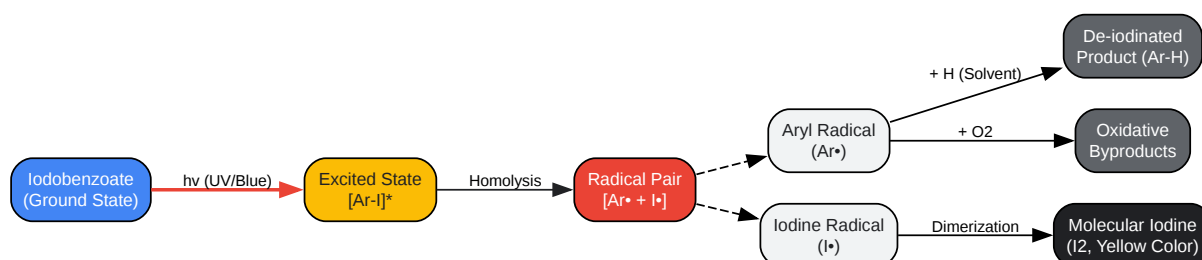 Iodobenzoate
(Ground State)
hv (UV/Blue)
Excited State
[Ar-I]*
Homolysis
Radical Pair
[Ar• + I•]
Aryl Radical
(Ar•)
+ H (Solvent)
De-iodinated
Product (Ar-H)
+ O2
Oxidative
Byproducts
Iodine Radical
(I•)
Dimerization
Molecular Iodine
(I2, Yellow Color)